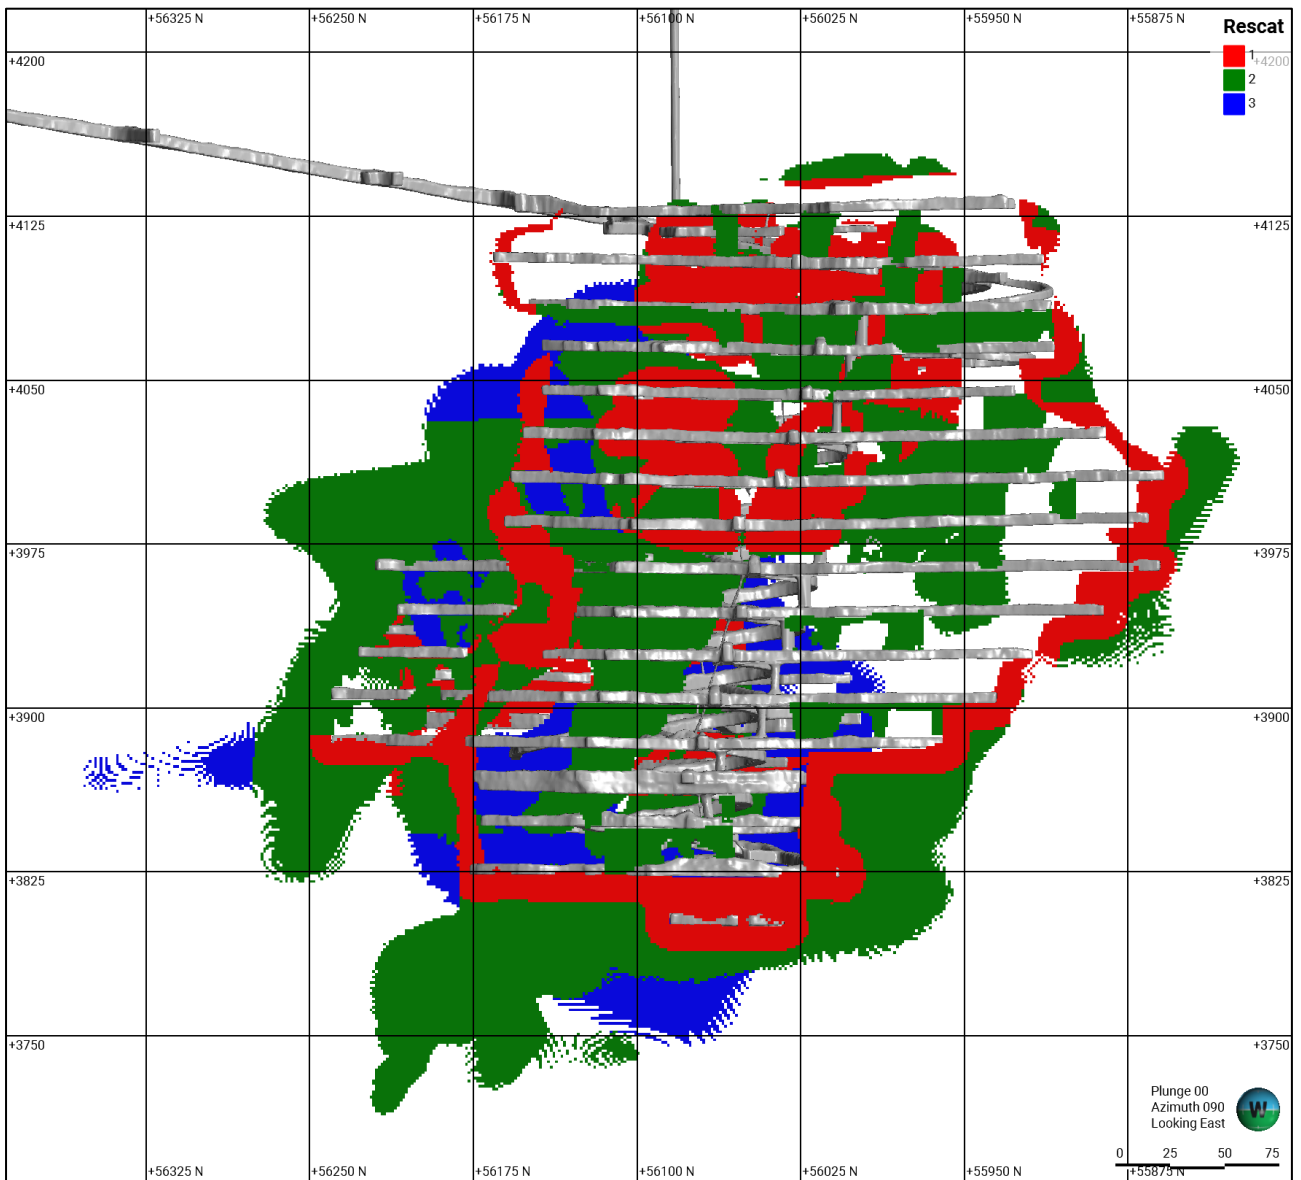 +56325 N +56250 N +56175 N +56100 N +56025 N +55950 N +55875 N
Rescat
1
2
3
+4200 +4200
+4125 +4125
+4050 +4050
+3975 +3975
+3900 +3900
+3825 +3825
+3750 +3750
Plunge 00
Azimuth 090
Looking East
W
0 25 50 75
+56325 N +56250 N +56175 N +56100 N +56025 N +55950 N +55875 N